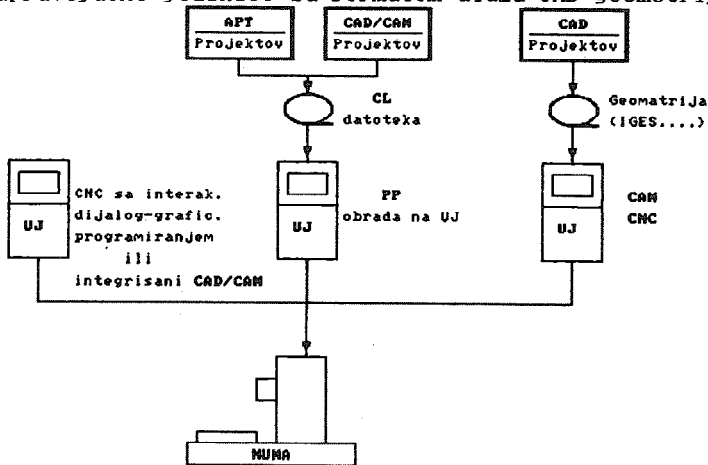 APT
Projektov
CAD/CAM
Projektov
CAD
Projektov
CL
datoteka
Geomatrija
(IGES....)
CNC sa interak.
dijalog-grafic.
programiranjem
ili
integrisani CAD/CAM
UJ
PP
obrada na UJ
UJ
CAM
CNC
UJ
NUMA